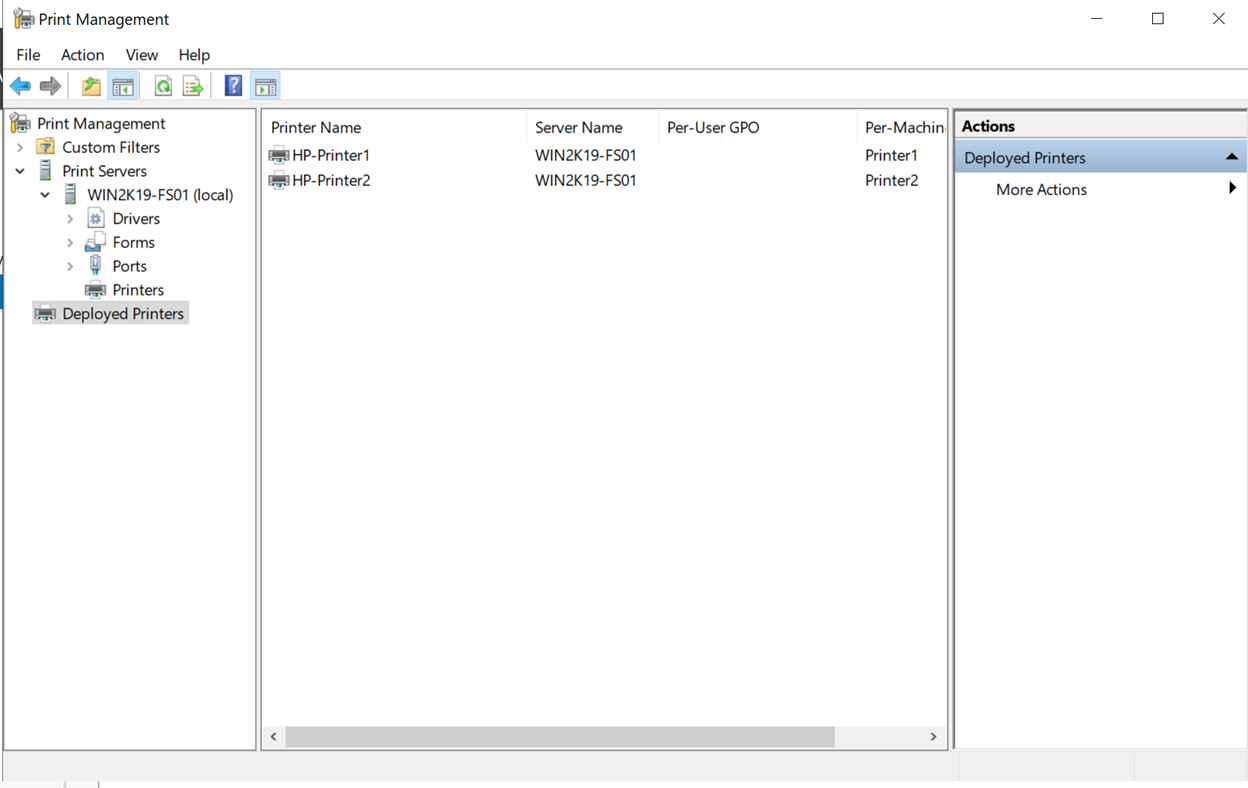 Print Management
File Action View Help
Print Management
Custom Filters
Print Servers
WIN2K19-FS01 (local)
Drivers
Forms
Ports
Printers
Deployed Printers
Printer Name Server Name Per-User GPO Per-Machin
HP-Printer1 WIN2K19-FS01 Printer1
HP-Printer2 WIN2K19-FS01 Printer2
Actions
Deployed Printers
More Actions